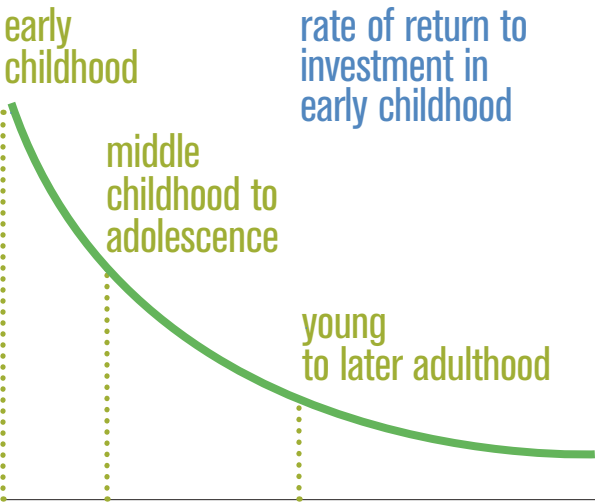 early
childhood
rate of return to
investment in
early childhood
middle
childhood to
adolescence
young
to later adulthood